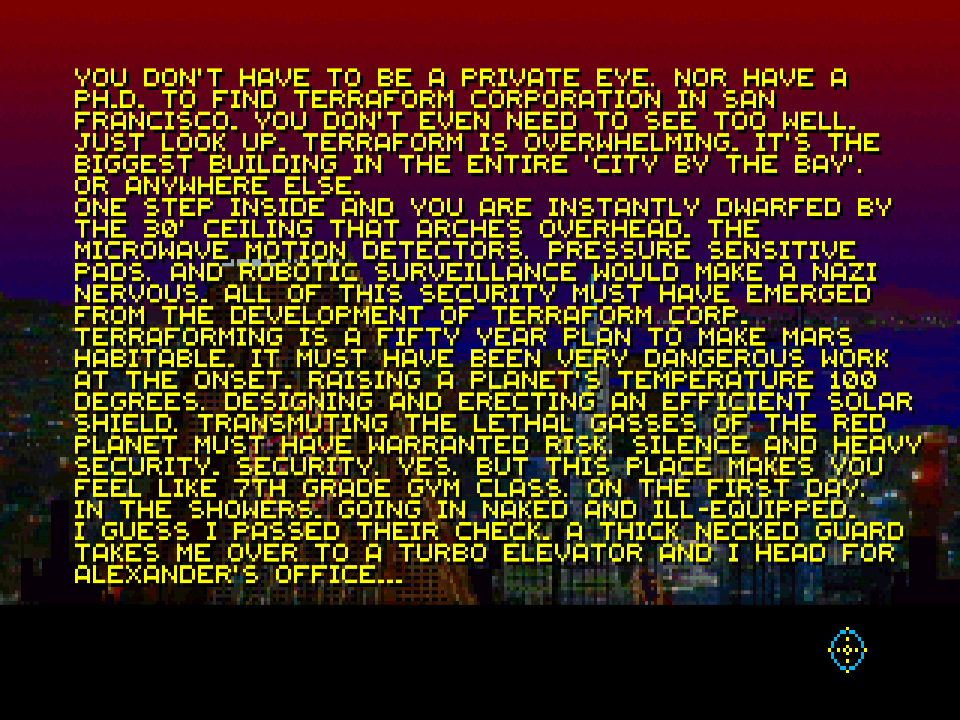 YOU DON'T HAVE TO BE A PRIVATE EYE, NOR HAVE A
PH.D. TO FIND TERRAFORM CORPORATION IN SAN
FRANCISCO. YOU DON'T EVEN NEED TO SEE TOO WELL.
JUST LOOK UP. TERRAFORM IS OVERWHELMING. IT'S THE
BIGGEST BUILDING IN THE ENTIRE 'CITY BY THE BAY'.
OR ANYWHERE ELSE.
ONE STEP INSIDE AND YOU ARE INSTANTLY DWARFED BY
THE 30' CEILING THAT ARCHES OVERHEAD. THE
MICROWAVE MOTION DETECTORS, PRESSURE SENSITIVE
PADS, AND ROBOTIC SURVEILLANCE WOULD MAKE A NAZI
NERVOUS. ALL OF THIS SECURITY MUST HAVE EMERGED
FROM THE DEVELOPMENT OF TERRAFORM CORP.
TERRAFORMING IS A FIFTY YEAR PLAN TO MAKE MARS
HABITABLE. IT MUST HAVE BEEN VERY DANGEROUS WORK
AT THE ONSET. RAISING A PLANET'S TEMPERATURE 100
DEGREES, DESIGNING AND ERECTING AN EFFICIENT SOLAR
SHIELD, TRANSMUTING THE LETHAL GASSES OF THE RED
PLANET MUST HAVE WARRANTED RISK, SILENCE AND HEAVY
SECURITY. SECURITY, YES, BUT THIS PLACE MAKES YOU
FEEL LIKE 7TH GRADE GYM CLASS, ON THE FIRST DAY,
IN THE SHOWERS, GOING IN NAKED AND ILL-EQUIPPED.
I GUESS I PASSED THEIR CHECK. A THICK NECKED GUARD
TAKES ME OVER TO A TURBO ELEVATOR AND I HEAD FOR
ALEXANDER'S OFFICE...